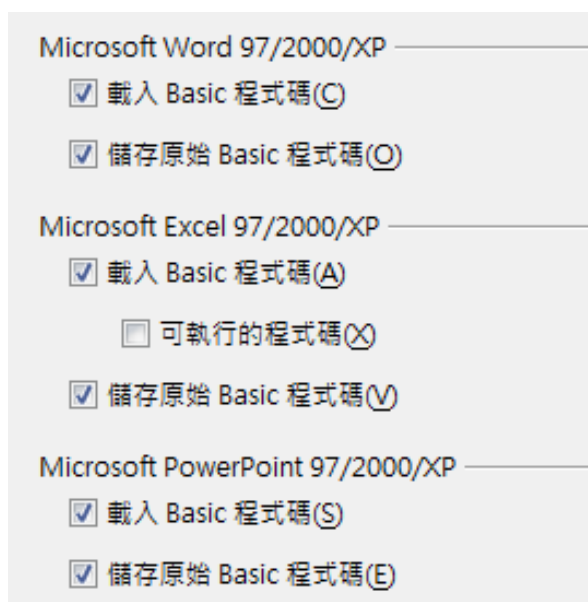 Microsoft Word 97/2000/XP
載入 Basic 程式碼(C)
儲存原始 Basic 程式碼(O)
Microsoft Excel 97/2000/XP
載入 Basic 程式碼(A)
可執行的程式碼(X)
儲存原始 Basic 程式碼(V)
Microsoft PowerPoint 97/2000/XP
載入 Basic 程式碼(S)
儲存原始 Basic 程式碼(E)